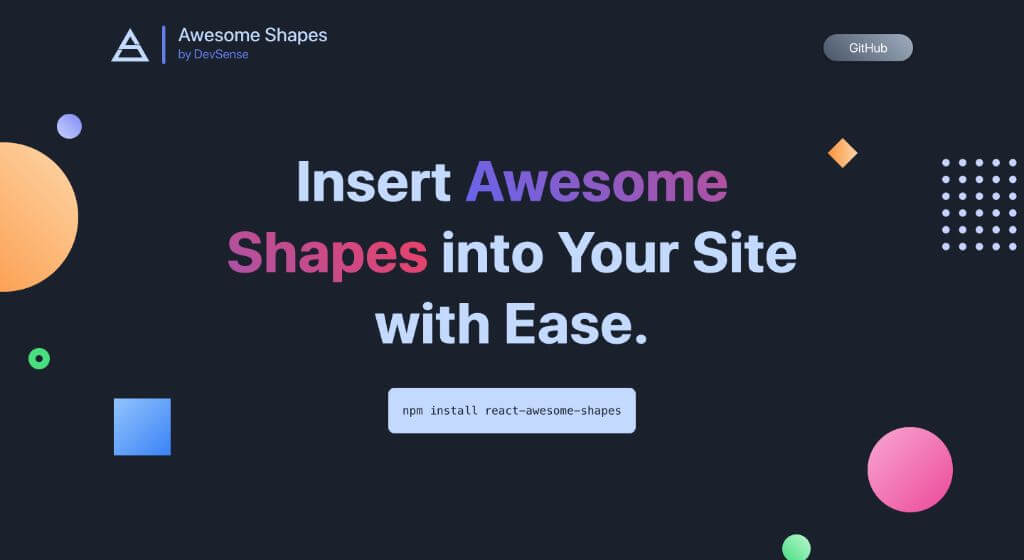 Awesome Shapes
by DevSense
GitHub
Insert Awesome
Shapes into Your Site
with Ease.
npm install react-awesome-shapes